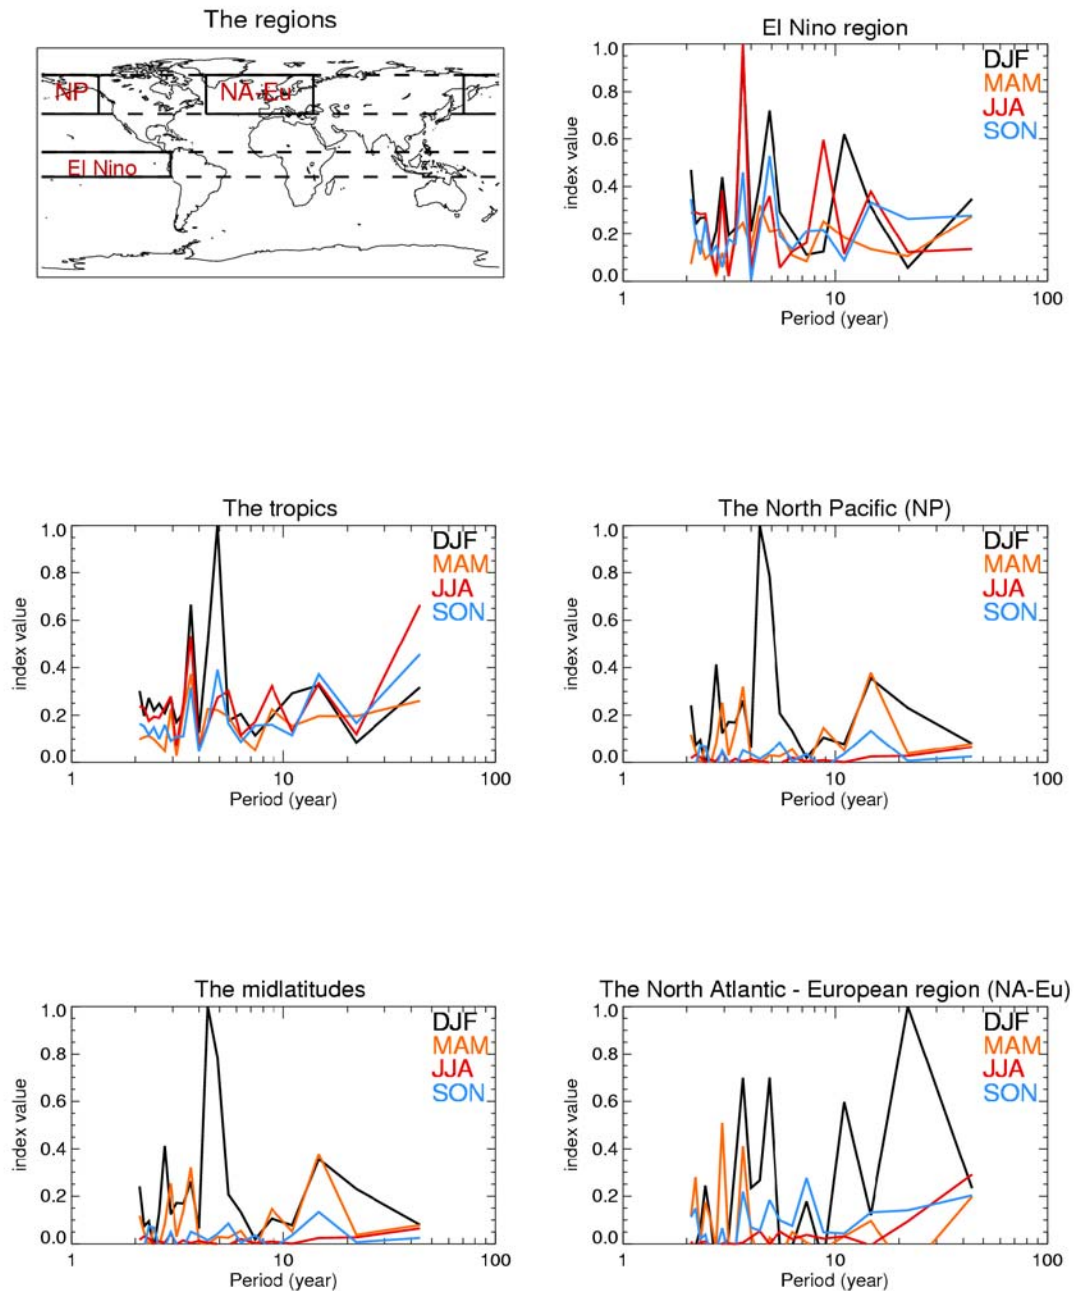 The regions
NP
NA-Eu
El Nino
El Nino region
1.0
0.8
0.6
0.4
0.2
0.0
index value
DJF
MAM
JJA
SON
1 10 100
Period (year)
The tropics
1.0
0.8
0.6
0.4
0.2
0.0
index value
DJF
MAM
JJA
SON
1 10 100
Period (year)
The North Pacific (NP)
1.0
0.8
0.6
0.4
0.2
0.0
index value
DJF
MAM
JJA
SON
1 10 100
Period (year)
The midlatitudes
1.0
0.8
0.6
0.4
0.2
0.0
index value
DJF
MAM
JJA
SON
1 10 100
Period (year)
The North Atlantic - European region (NA-Eu)
1.0
0.8
0.6
0.4
0.2
0.0
index value
DJF
MAM
JJA
SON
1 10 100
Period (year)